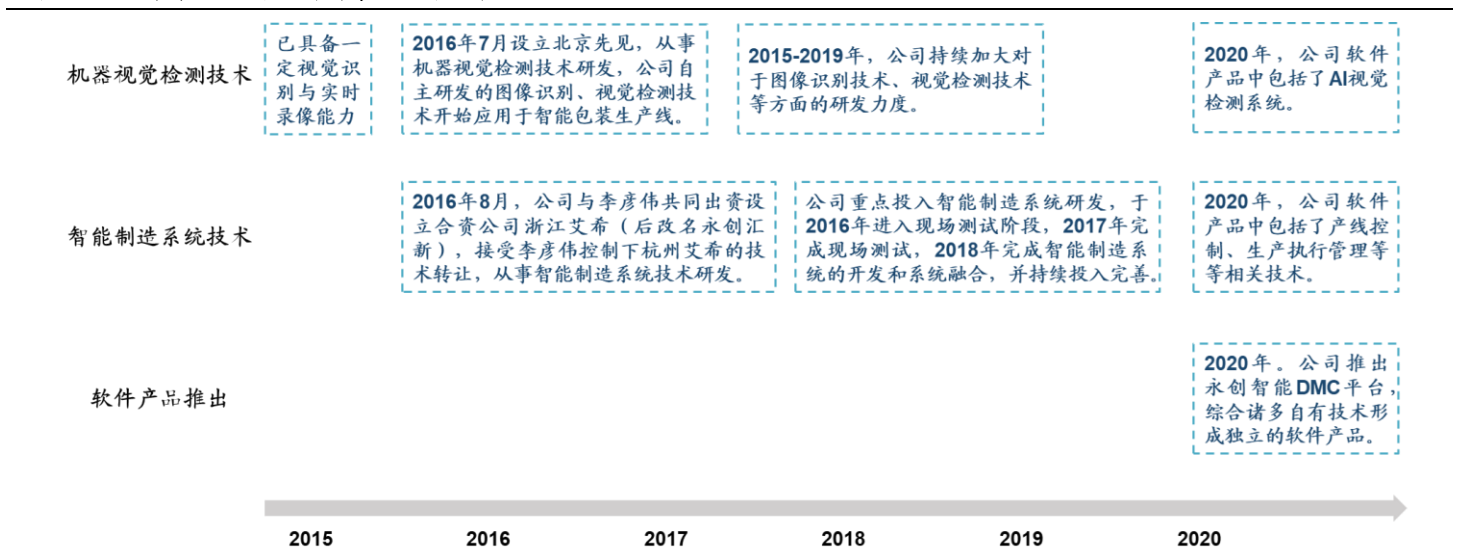 机器视觉检测技术
已具备一
定视觉识
别与实时
录像能力
2016年7月设立北京先见，从事
机器视觉检测技术研发，公司自
主研发的图像识别、视觉检测技
术开始应用于智能包装生产线。
2015-2019年，公司持续加大对
于图像识别技术、视觉检测技术
等方面的研发力度。
2020年，公司软件
产品中包括了AI视觉
检测系统。
智能制造系统技术
2016年8月，公司与李彦伟共同出资设
立合资公司浙江艾希（后改名永创汇
新），接受李彦伟控制下杭州艾希的技
术转让，从事智能制造系统技术研发。
公司重点投入智能制造系统研发，于
2016年进入现场测试阶段，2017年完
成现场测试，2018年完成智能制造系
统的开发和系统融合，并持续投入完善。
2020年，公司软件
产品中包括了产线控
制、生产执行管理等
等相关技术。
软件产品推出
2020年。公司推出
永创智能DMC平台，
综合诸多自有技术形
成独立的软件产品。
2015
2016
2017
2018
2019
2020